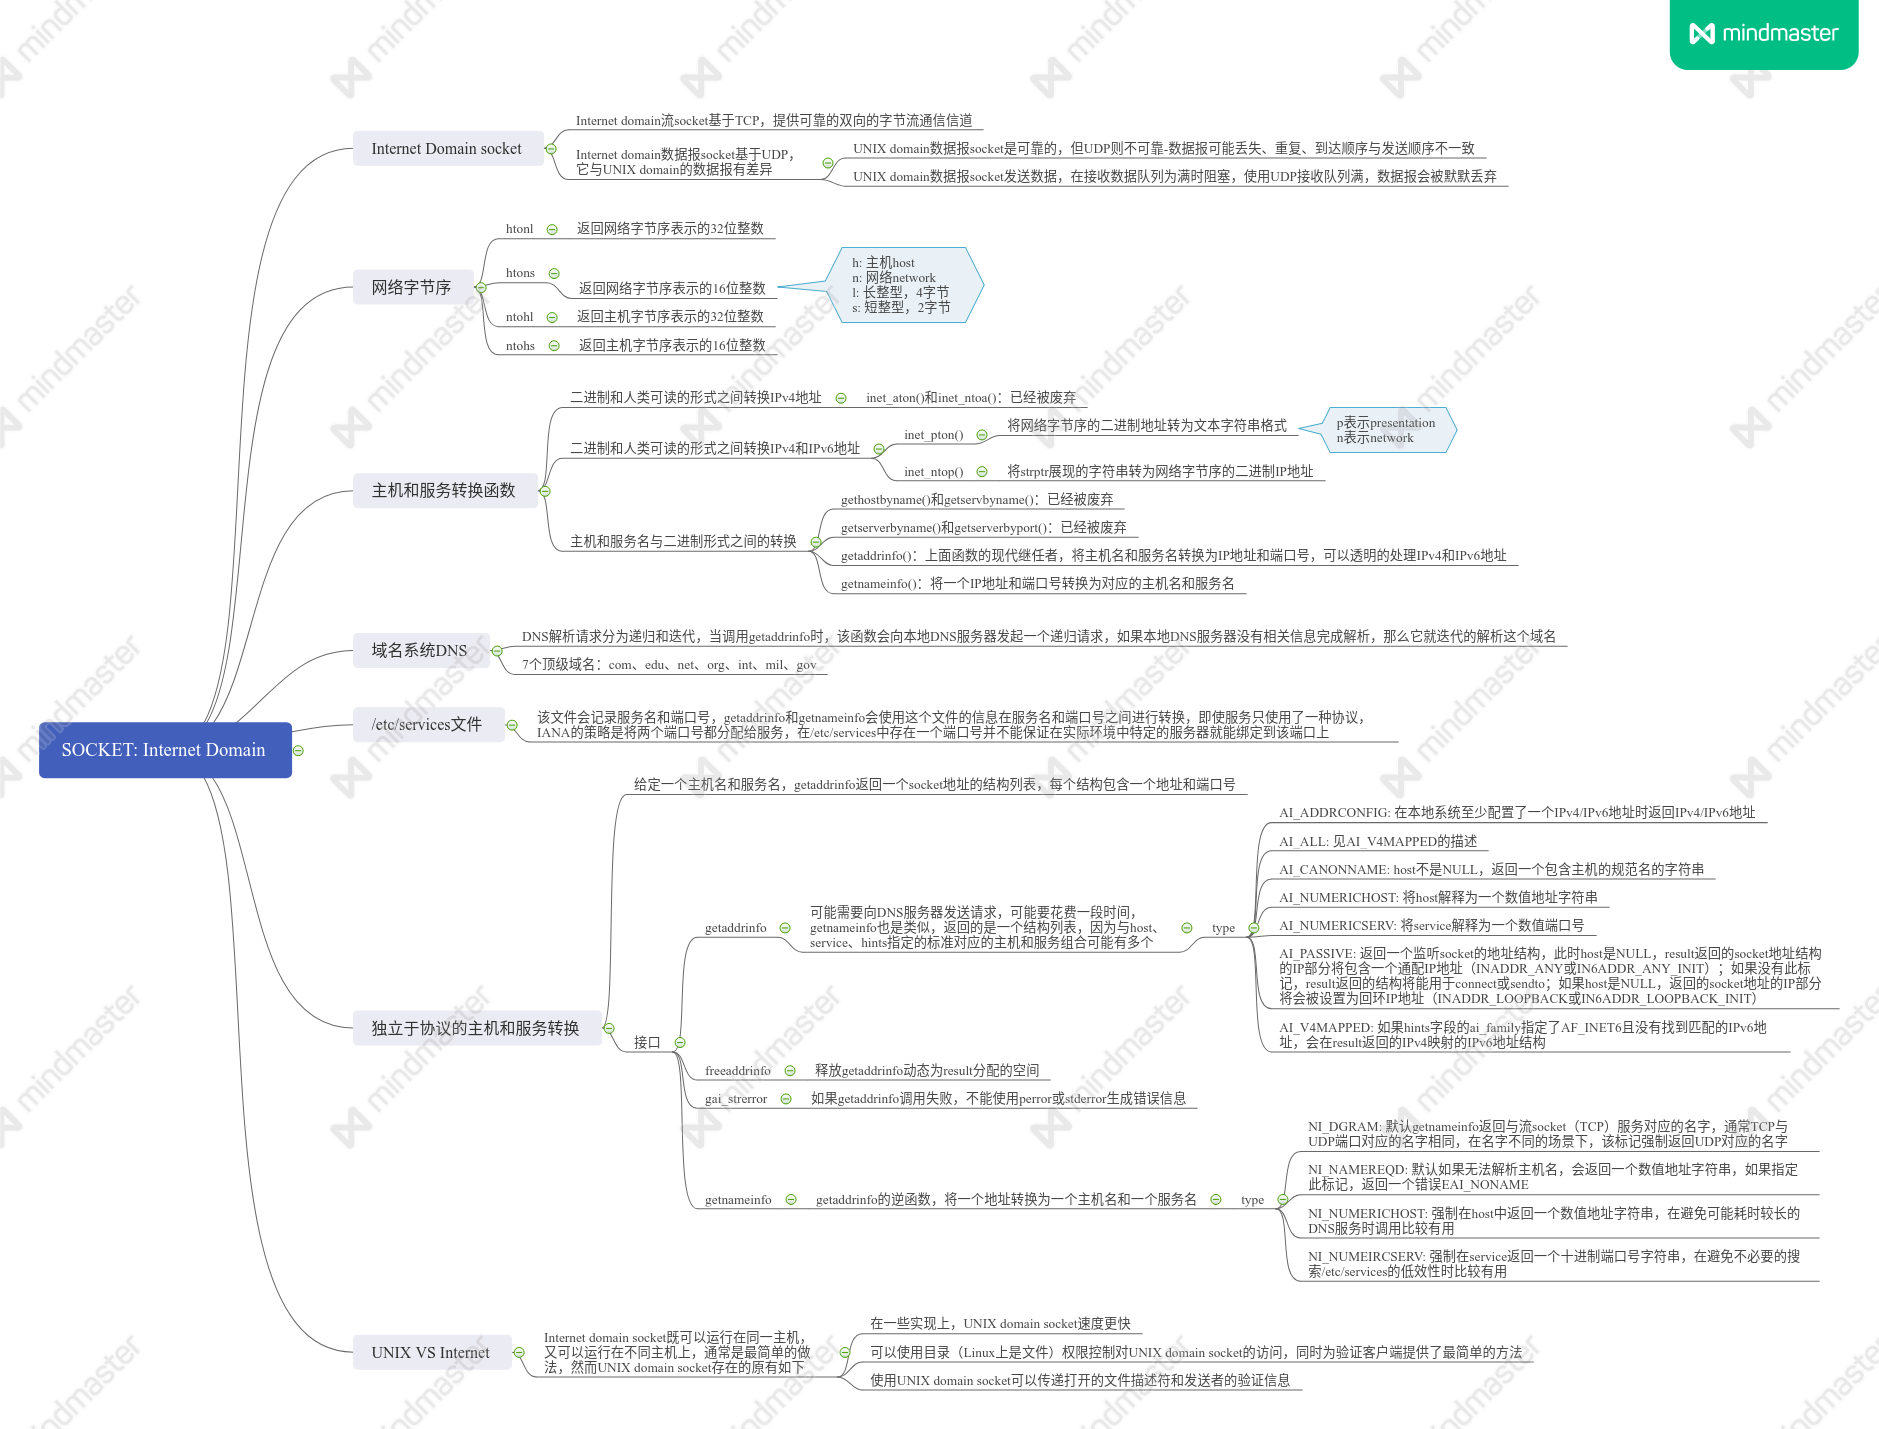 mindmaster
Internet Domain socket
Internet domain流socket基于TCP，提供可靠的双向的字节流通信信道
Internet domain数据报socket基于UDP，
它与UNIX domain的数据报有差异
UNIX domain数据报socket是可靠的，但UDP则不可靠-数据报可能丢失、重复、到达顺序与发送顺序不一致
UNIX domain数据报socket发送数据，在接收数据队列为满时阻塞，使用UDP接收队列满，数据报会被默默丢弃
网络字节序
htonl
返回网络字节序表示的32位整数
htons
返回网络字节序表示的16位整数
h: 主机host
n: 网络network
l: 长整型，4字节
s: 短整型，2字节
ntohl
返回主机字节序表示的32位整数
ntohs
返回主机字节序表示的16位整数
主机和服务转换函数
二进制和人类可读的形式之间转换IPv4地址
inet_aton()和inet_ntoa()：已经被废弃
二进制和人类可读的形式之间转换IPv4和IPv6地址
inet_pton()
将网络字节序的二进制地址转为文本字符串格式
p表示presentation
n表示network
inet_ntop()
将strptr展现的字符串转为网络字节序的二进制IP地址
主机和服务名与二进制形式之间的转换
gethostbyname()和getservbyname()：已经被废弃
getserverbyname()和getserverbyport()：已经被废弃
getaddrinfo()：上面函数的现代继任者，将主机名和服务名转换为IP地址和端口号，可以透明的处理IPv4和IPv6地址
getnameinfo()：将一个IP地址和端口号转换为对应的主机名和服务名
域名系统DNS
DNS解析请求分为递归和迭代，当调用getaddrinfo时，该函数会向本地DNS服务器发起一个递归请求，如果本地DNS服务器没有相关信息完成解析，那么它就迭代的解析这个域名
7个顶级域名：com、edu、net、org、int、mil、gov
/etc/services文件
该文件会记录服务名和端口号，getaddrinfo和getnameinfo会使用这个文件的信息在服务名和端口号之间进行转换，即使服务只使用了一种协议，
IANA的策略是将两个端口号都分配给服务，在/etc/services中存在一个端口号并不能保证在实际环境中特定的服务器就能绑定到该端口上
SOCKET: Internet Domain
独立于协议的主机和服务转换
给定一个主机名和服务名，getaddrinfo返回一个socket地址的结构列表，每个结构包含一个地址和端口号
接口
getaddrinfo
可能需要向DNS服务器发送请求，可能要花费一段时间，
getnameinfo也是类似，返回的是一个结构列表，因为与host、
service、hints指定的标准对应的主机和服务组合可能有多个
type
AI_ADDRCONFIG: 在本地系统至少配置了一个IPv4/IPv6地址时返回IPv4/IPv6地址
AI_ALL: 见AI_V4MAPPED的描述
AI_CANONNAME: host不是NULL，返回一个包含主机的规范名的字符串
AI_NUMERICHOST: 将host解释为一个数值地址字符串
AI_NUMERICSERV: 将service解释为一个数值端口号
AI_PASSIVE: 返回一个监听socket的地址结构，此时host是NULL，result返回的socket地址结构
的IP部分将包含一个通配IP地址（INADDR_ANY或IN6ADDR_ANY_INIT）；如果没有此标
记，result返回的结构将能用于connect或sendto；如果host是NULL，返回的socket地址的IP部分
将会被设置为回环IP地址（INADDR_LOOPBACK或IN6ADDR_LOOPBACK_INIT）
AI_V4MAPPED: 如果hints字段的ai_family指定了AF_INET6且没有找到匹配的IPv6地
址，会在result返回的IPv4映射的IPv6地址结构
freeaddrinfo
释放getaddrinfo动态为result分配的空间
gai_strerror
如果getaddrinfo调用失败，不能使用perror或stderror生成错误信息
getnameinfo
getaddrinfo的逆函数，将一个地址转换为一个主机名和一个服务名
type
NI_DGRAM: 默认getnameinfo返回与流socket（TCP）服务对应的名字，通常TCP与
UDP端口对应的名字相同，在名字不同的场景下，该标记强制返回UDP对应的名字
NI_NAMEREQD: 默认如果无法解析主机名，会返回一个数值地址字符串，如果指定
此标记，返回一个错误EAI_NONAME
NI_NUMERICHOST: 强制在host中返回一个数值地址字符串，在避免可能耗时较长的
DNS服务时调用比较有用
NI_NUMEIRCSERV: 强制在service返回一个十进制端口号字符串，在避免不必要的搜
索/etc/services的低效性时比较有用
UNIX VS Internet
Internet domain socket既可以运行在同一主机，
又可以运行在不同主机上，通常是最简单的做
法，然而UNIX domain socket存在的原有如下
在一些实现上，UNIX domain socket速度更快
可以使用目录（Linux上是文件）权限控制对UNIX domain socket的访问，同时为验证客户端提供了最简单的方法
使用UNIX domain socket可以传递打开的文件描述符和发送者的验证信息